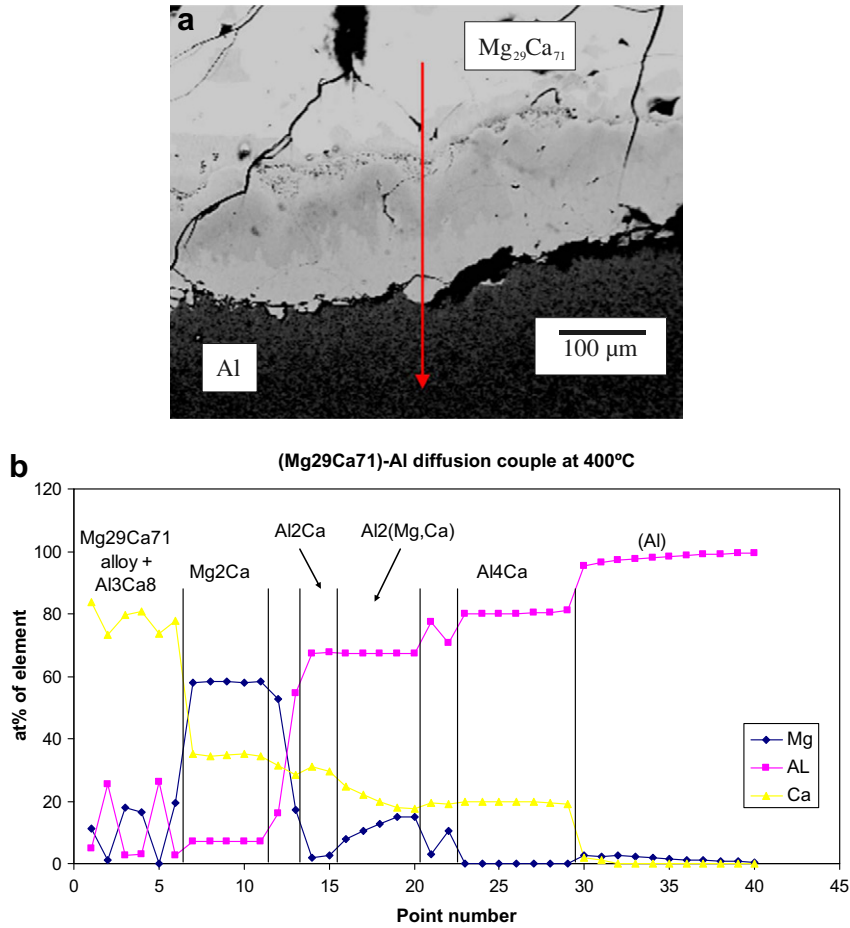 a
Mg29Ca71
Al
100 µm
b
(Mg29Ca71)-Al diffusion couple at 400ºC
120
100
80
60
40
20
0
at% of element
Mg29Ca71
alloy +
Al3Ca8
Mg2Ca
Al2Ca
Al2(Mg,Ca)
Al4Ca
(Al)
Mg
AL
Ca
0 5 10 15 20 25 30 35 40 45
Point number